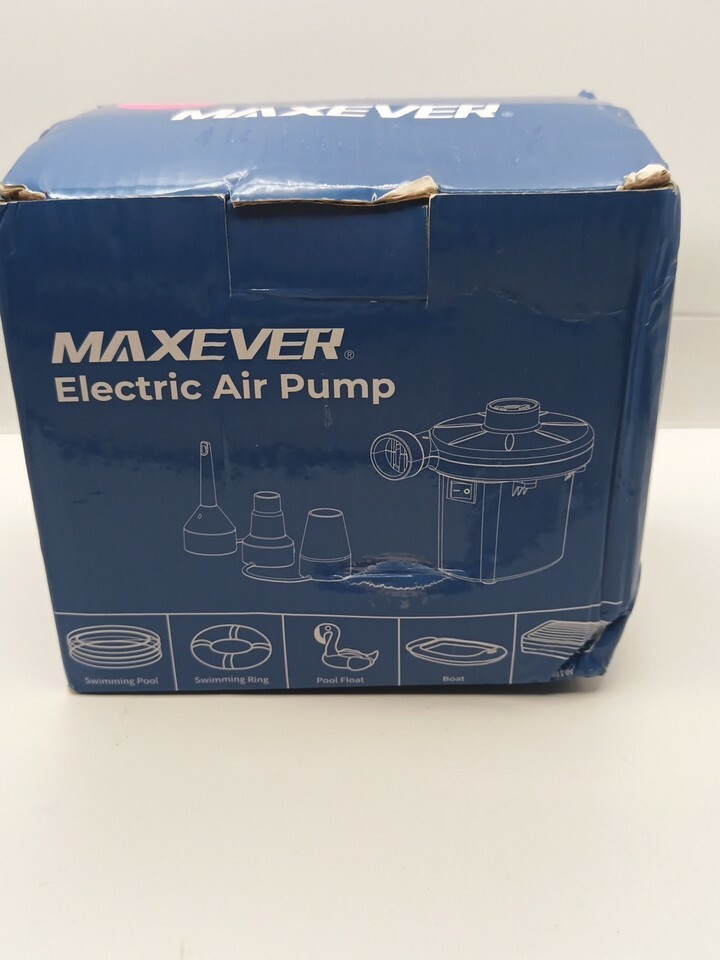 MAXEVER®
MAXEVER®
Electric Air Pump
Swimming Pool
Swimming Ring
Pool Float
Boat